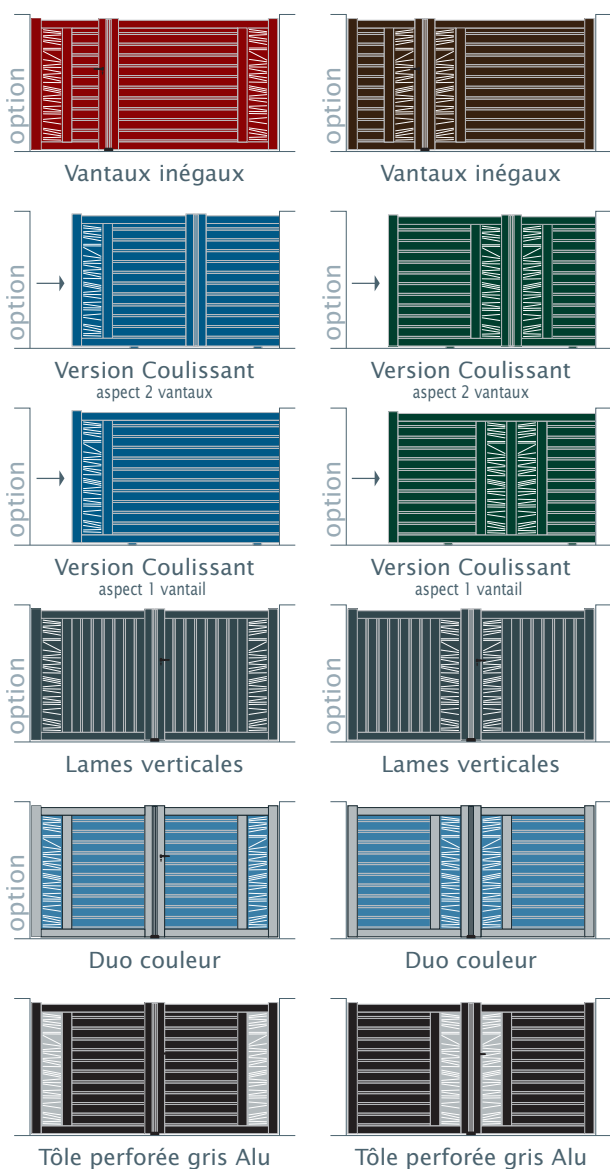 option
Vantaux inégaux
option
Vantaux inégaux
option
Version Coulissant
aspect 2 vantaux
option
Version Coulissant
aspect 2 vantaux
option
Version Coulissant
aspect 1 vantail
option
Version Coulissant
aspect 1 vantail
option
Lames verticales
option
Lames verticales
option
Duo couleur
Duo couleur
Tôle perforée gris Alu
Tôle perforée gris Alu